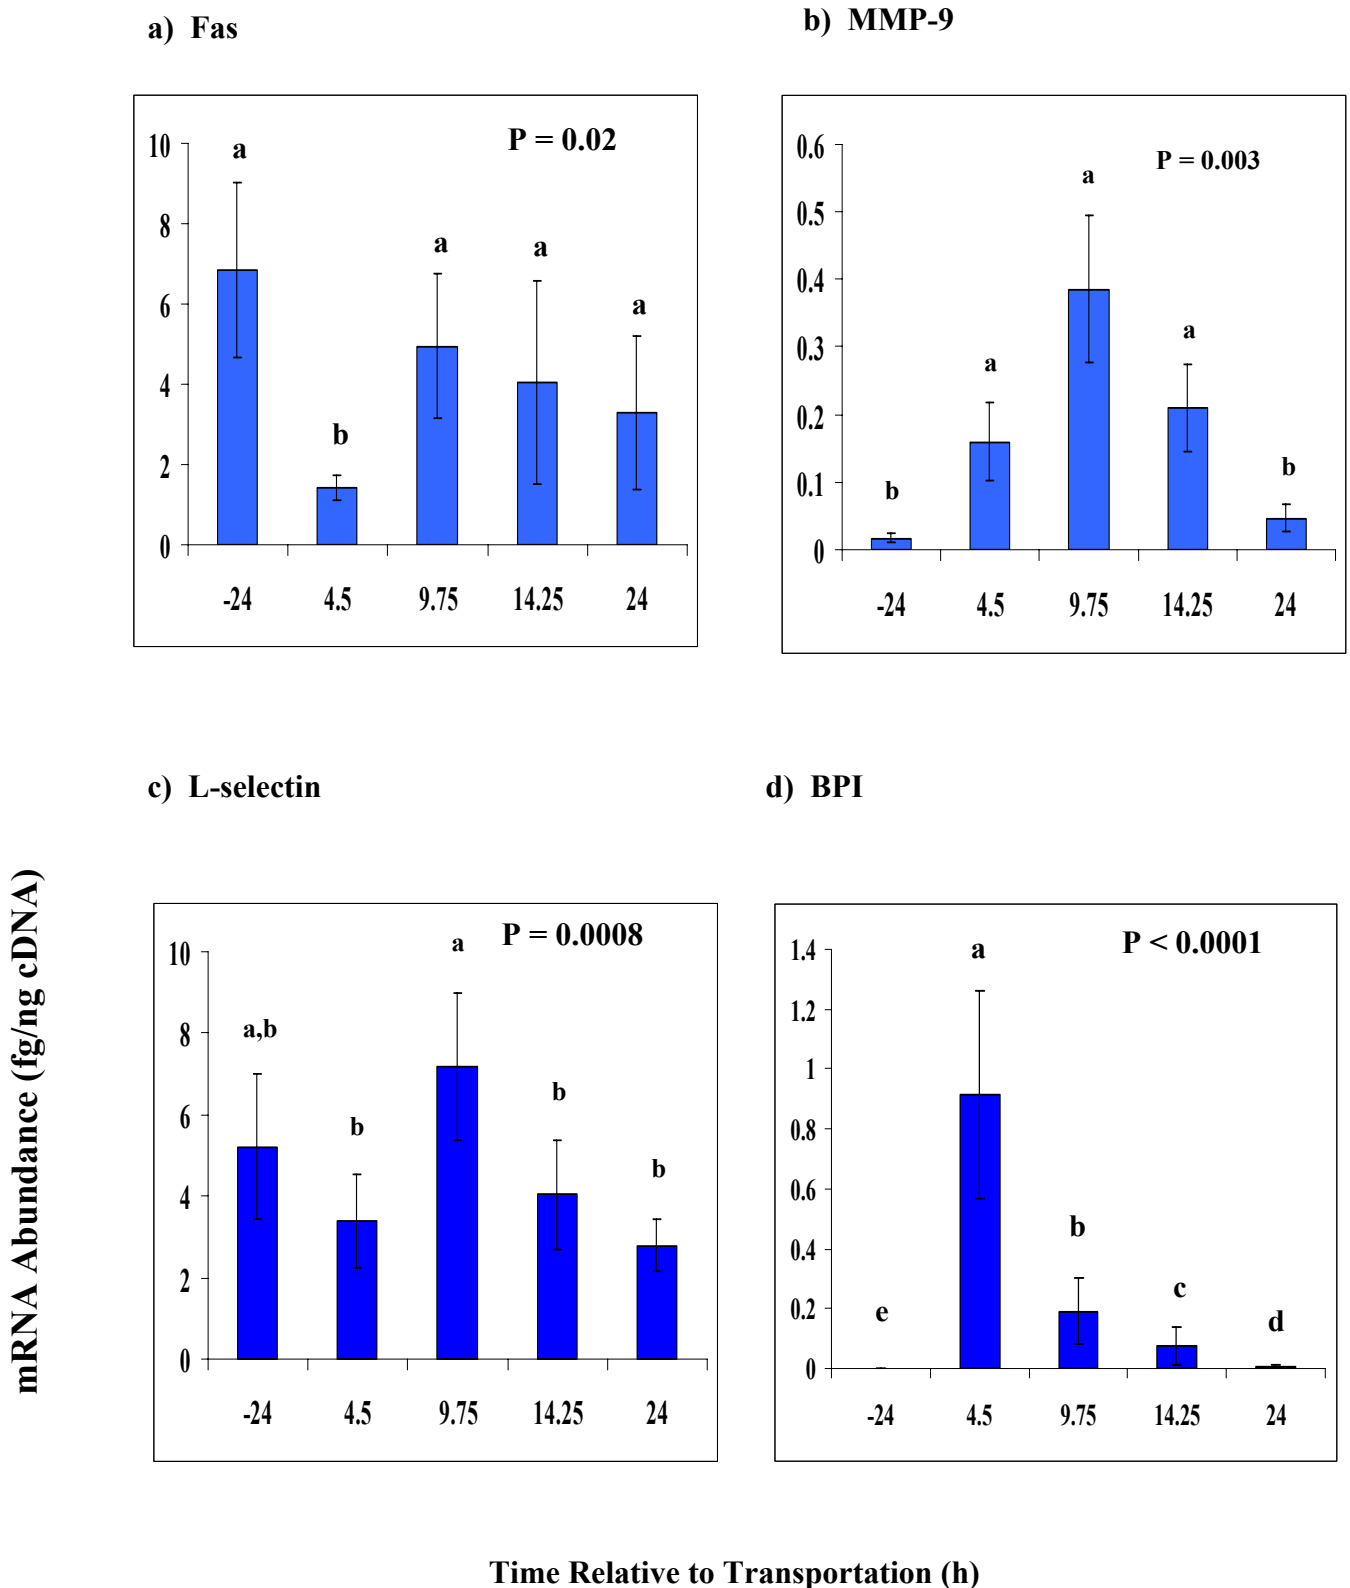 a) Fas
b) MMP-9
P = 0.02
10
8
6
4
2
0
a
b
a
a
a
-24 4.5 9.75 14.25 24
P = 0.003
0.6
0.5
0.4
0.3
0.2
0.1
0
b
a
a
a
b
-24 4.5 9.75 14.25 24
c) L-selectin
d) BPI
mRNA Abundance (fg/ng cDNA)
P = 0.0008
10
8
6
4
2
0
a,b
b
a
b
b
-24 4.5 9.75 14.25 24
P < 0.0001
1.4
1.2
1
0.8
0.6
0.4
0.2
0
e
a
b
c
d
-24 4.5 9.75 14.25 24
Time Relative to Transportation (h)